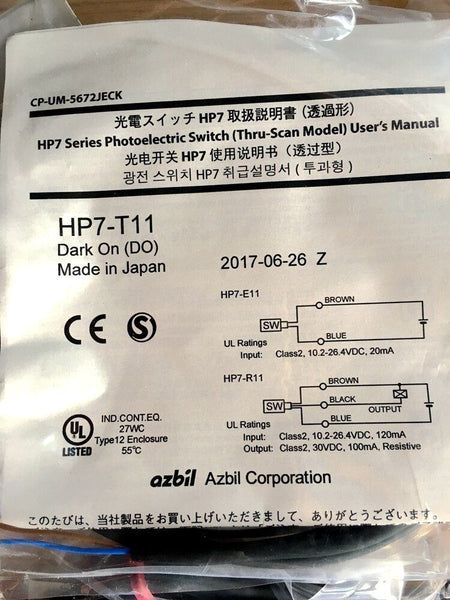 CP-UM-5672JECK
光電スイッチ HP7 取扱説明書（透過形）
HP7 Series Photoelectric Switch (Thru-Scan Model) User's Manual
光电开关 HP7 使用说明书（透过型）
광전 스위치 HP7 취급설명서 ( 투과형 )
HP7-T11
Dark On (DO)
Made in Japan
2017-06-26 Z
HP7-E11
BROWN
SW
BLUE
UL Ratings
Input: Class2, 10.2-26.4VDC, 20mA
HP7-R11
BROWN
SW
BLACK
OUTPUT
BLUE
UL Ratings
Input: Class2, 10.2-26.4VDC, 120mA
Output: Class2, 30VDC, 100mA, Resistive
CE
S
UL
LISTED
IND.CONT.EQ.
27WC
Type12 Enclosure
55℃
azbil Azbil Corporation
このたびは、当社製品をお買い上げいただきまして、ありがとうございます。